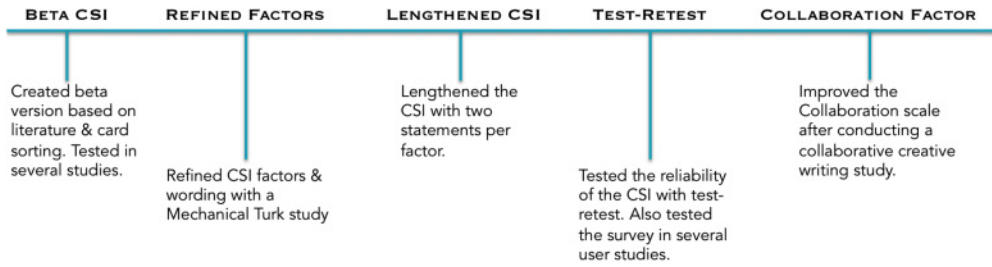 BETA CSI
REFINED FACTORS
LENGTHENED CSI
TEST-RETEST
COLLABORATION FACTOR
Created beta
version based on
literature & card
sorting. Tested in
several studies.
Refined CSI factors &
wording with a
Mechanical Turk study
Lengthened the
CSI with two
statements per
factor.
Tested the reliability
of the CSI with test-
retest. Also tested
the survey in several
user studies.
Improved the
Collaboration scale
after conducting a
collaborative creative
writing study.